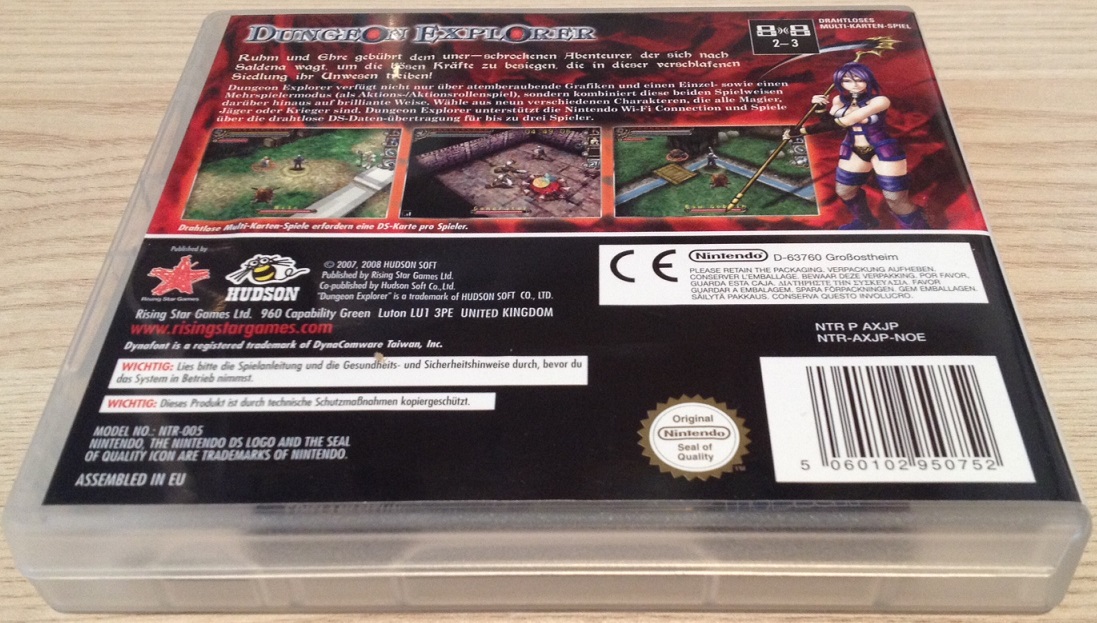 DUNGEON EXPLORER
2–3
DRAHTLOSES
MULTI-KARTEN-SPIEL
Ruhm und Ehre gebührt dem uner–schrockenen Abenteurer, der sich nach
Saldena wagt, um die bösen Kräfte zu besiegen, die in dieser verschlafenen
Siedlung ihr Unwesen treiben!
Dungeon Explorer verfügt nicht nur über atemberaubende Grafiken und einen Einzel- sowie einen
Mehrspielermodus (als Aktions-/Aktionsrollenspiel), sondern kombiniert diese beiden Spielweisen
darüber hinaus auf brilliante Weise. Wähle aus neun verschiedenen Charakteren, die alle Magier,
Jäger oder Krieger sind. Dungeon Explorer unterstützt die Nintendo Wi-Fi Connection und Spiele
über die drahtlose DS-Daten-übertragung für bis zu drei Spieler.
Drahtlose Multi-Karten-Spiele erfordern eine DS-Karte pro Spieler.
Published by
Rising Star Games
HUDSON
© 2007, 2008 HUDSON SOFT
Published by Rising Star Games Ltd.
Co-published by Hudson Soft Co., Ltd.
"Dungeon Explorer" is a trademark of HUDSON SOFT CO., LTD.
Rising Star Games Ltd. 960 Capability Green Luton LU1 3PE UNITED KINGDOM
www.risingstargames.com
Dynafont is a registered trademark of DynaComware Taiwan, Inc.
WICHTIG: Lies bitte die Spielanleitung und die Gesundheits- und Sicherheitshinweise durch, bevor du
das System in Betrieb nimmst.
WICHTIG: Dieses Produkt ist durch technische Schutzmaßnahmen kopiergeschützt.
MODEL NO.: NTR-005
NINTENDO, THE NINTENDO DS LOGO AND THE SEAL
OF QUALITY ICON ARE TRADEMARKS OF NINTENDO.
ASSEMBLED IN EU
CE
Nintendo D-63760 Großostheim
PLEASE RETAIN THE PACKAGING. VERPACKUNG AUFHEBEN.
CONSERVER L'EMBALLAGE. BEWAAR DEZE VERPAKKING. POR FAVOR,
GUARDA ESTA CAJA. ΔΙΑΤΗΡΗΣΤΕ ΤΗΝ ΣΥΣΚΕΥΑΣΙΑ. FAVOR
GUARDAR A EMBALAGEM. SPARA FÖRPACKNINGEN. GEM EMBALLAGEN.
SÄILYTÄ PAKKAUS. CONSERVA QUESTO INVOLUCRO.
NTR P AXJP
NTR-AXJP-NOE
Original
Nintendo
Seal of
Quality
TM
5 060102 950752